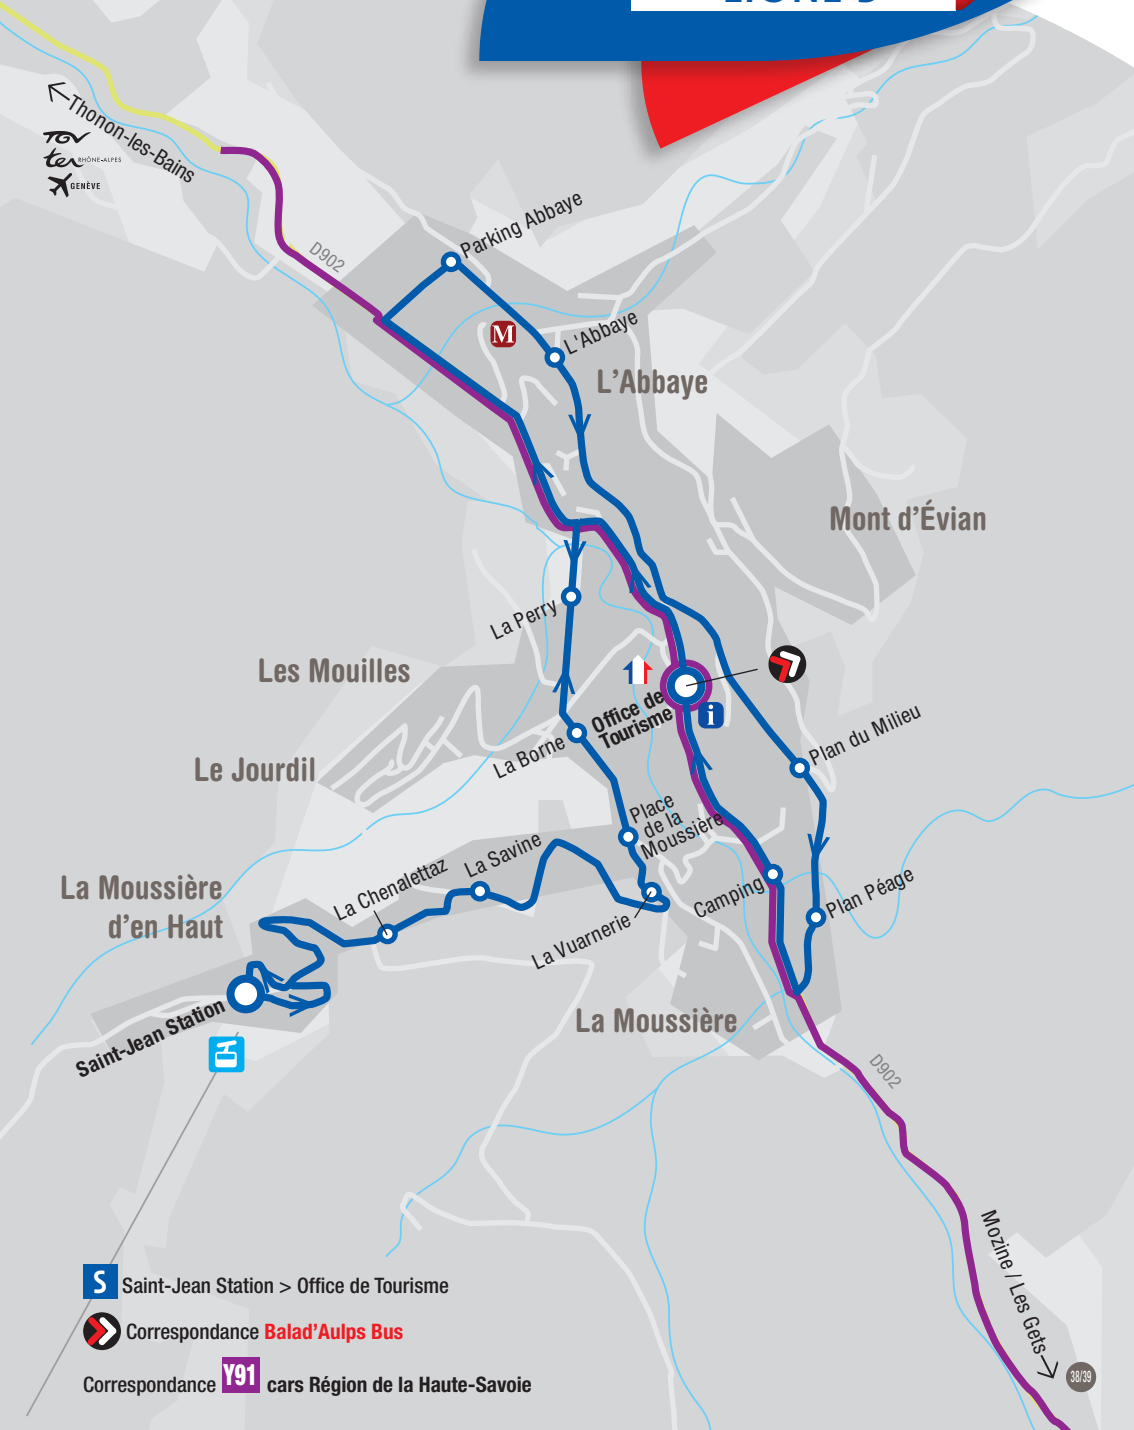 Thonon-les-Bains
TGV
ter RHÔNE-ALPES
GENÈVE
D902
Parking Abbaye
M
L'Abbaye
L'Abbaye
Mont d'Évian
La Perry
Les Mouilles
Office de
Tourisme
i
La Borne
Plan du Milieu
Le Jourdil
Place
de la
Moussière
La Savine
La Chenalettaz
La Moussière
d'en Haut
Camping
Plan Péage
La Vuarnerie
Saint-Jean Station
La Moussière
D902
Mozine / Les Gets
S Saint-Jean Station > Office de Tourisme
Correspondance Balad'Aulps Bus
Correspondance Y91 cars Région de la Haute-Savoie
38/39